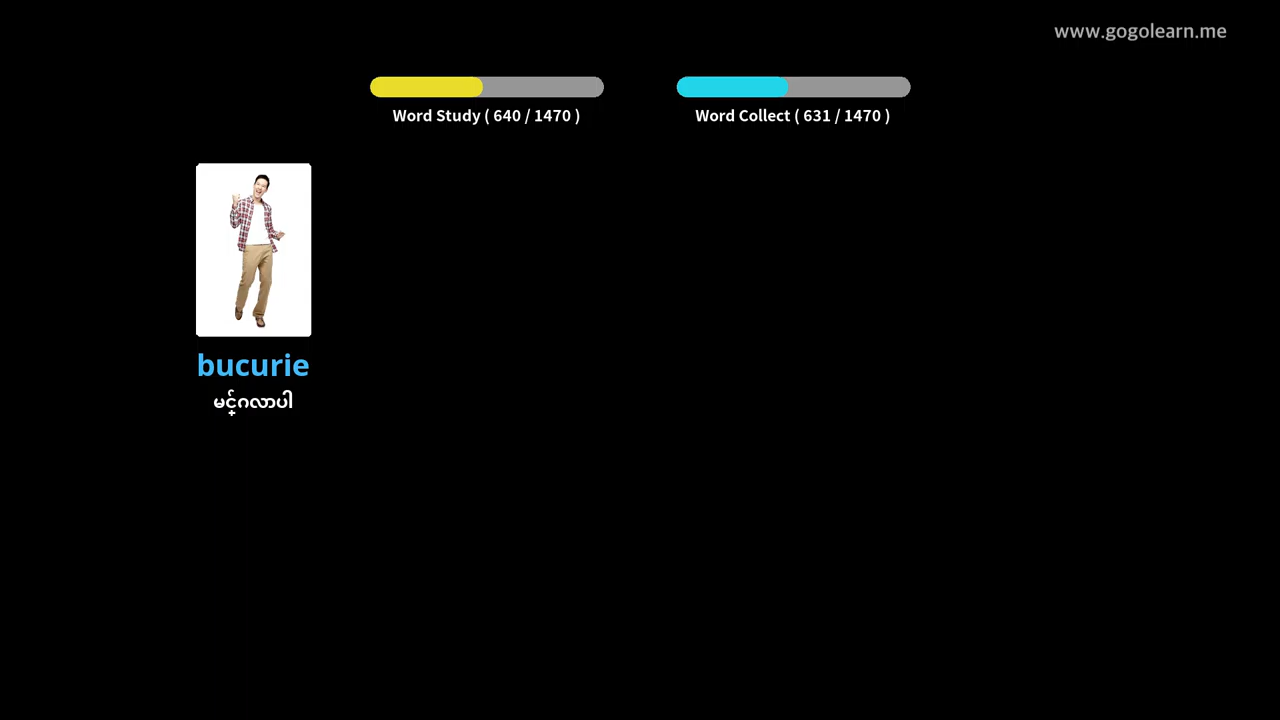 www.gogolearn.me
Word Study ( 640 / 1470 )
Word Collect ( 631 / 1470 )
bucurie
မင်္ဂလာပါ